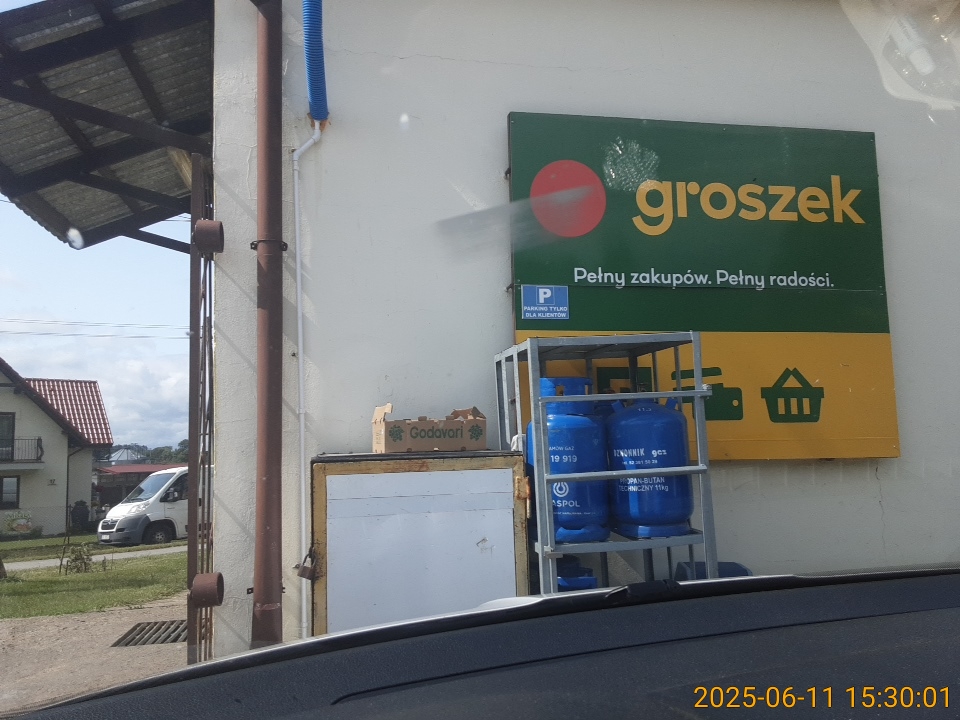 groszek
Pełny zakupów. Pełny radości.
P
PARKING TYLKO
DLA KLIENTÓW
Godavari
19 919
propan-butan
techniczny 11kg
2025-06-11 15:30:01